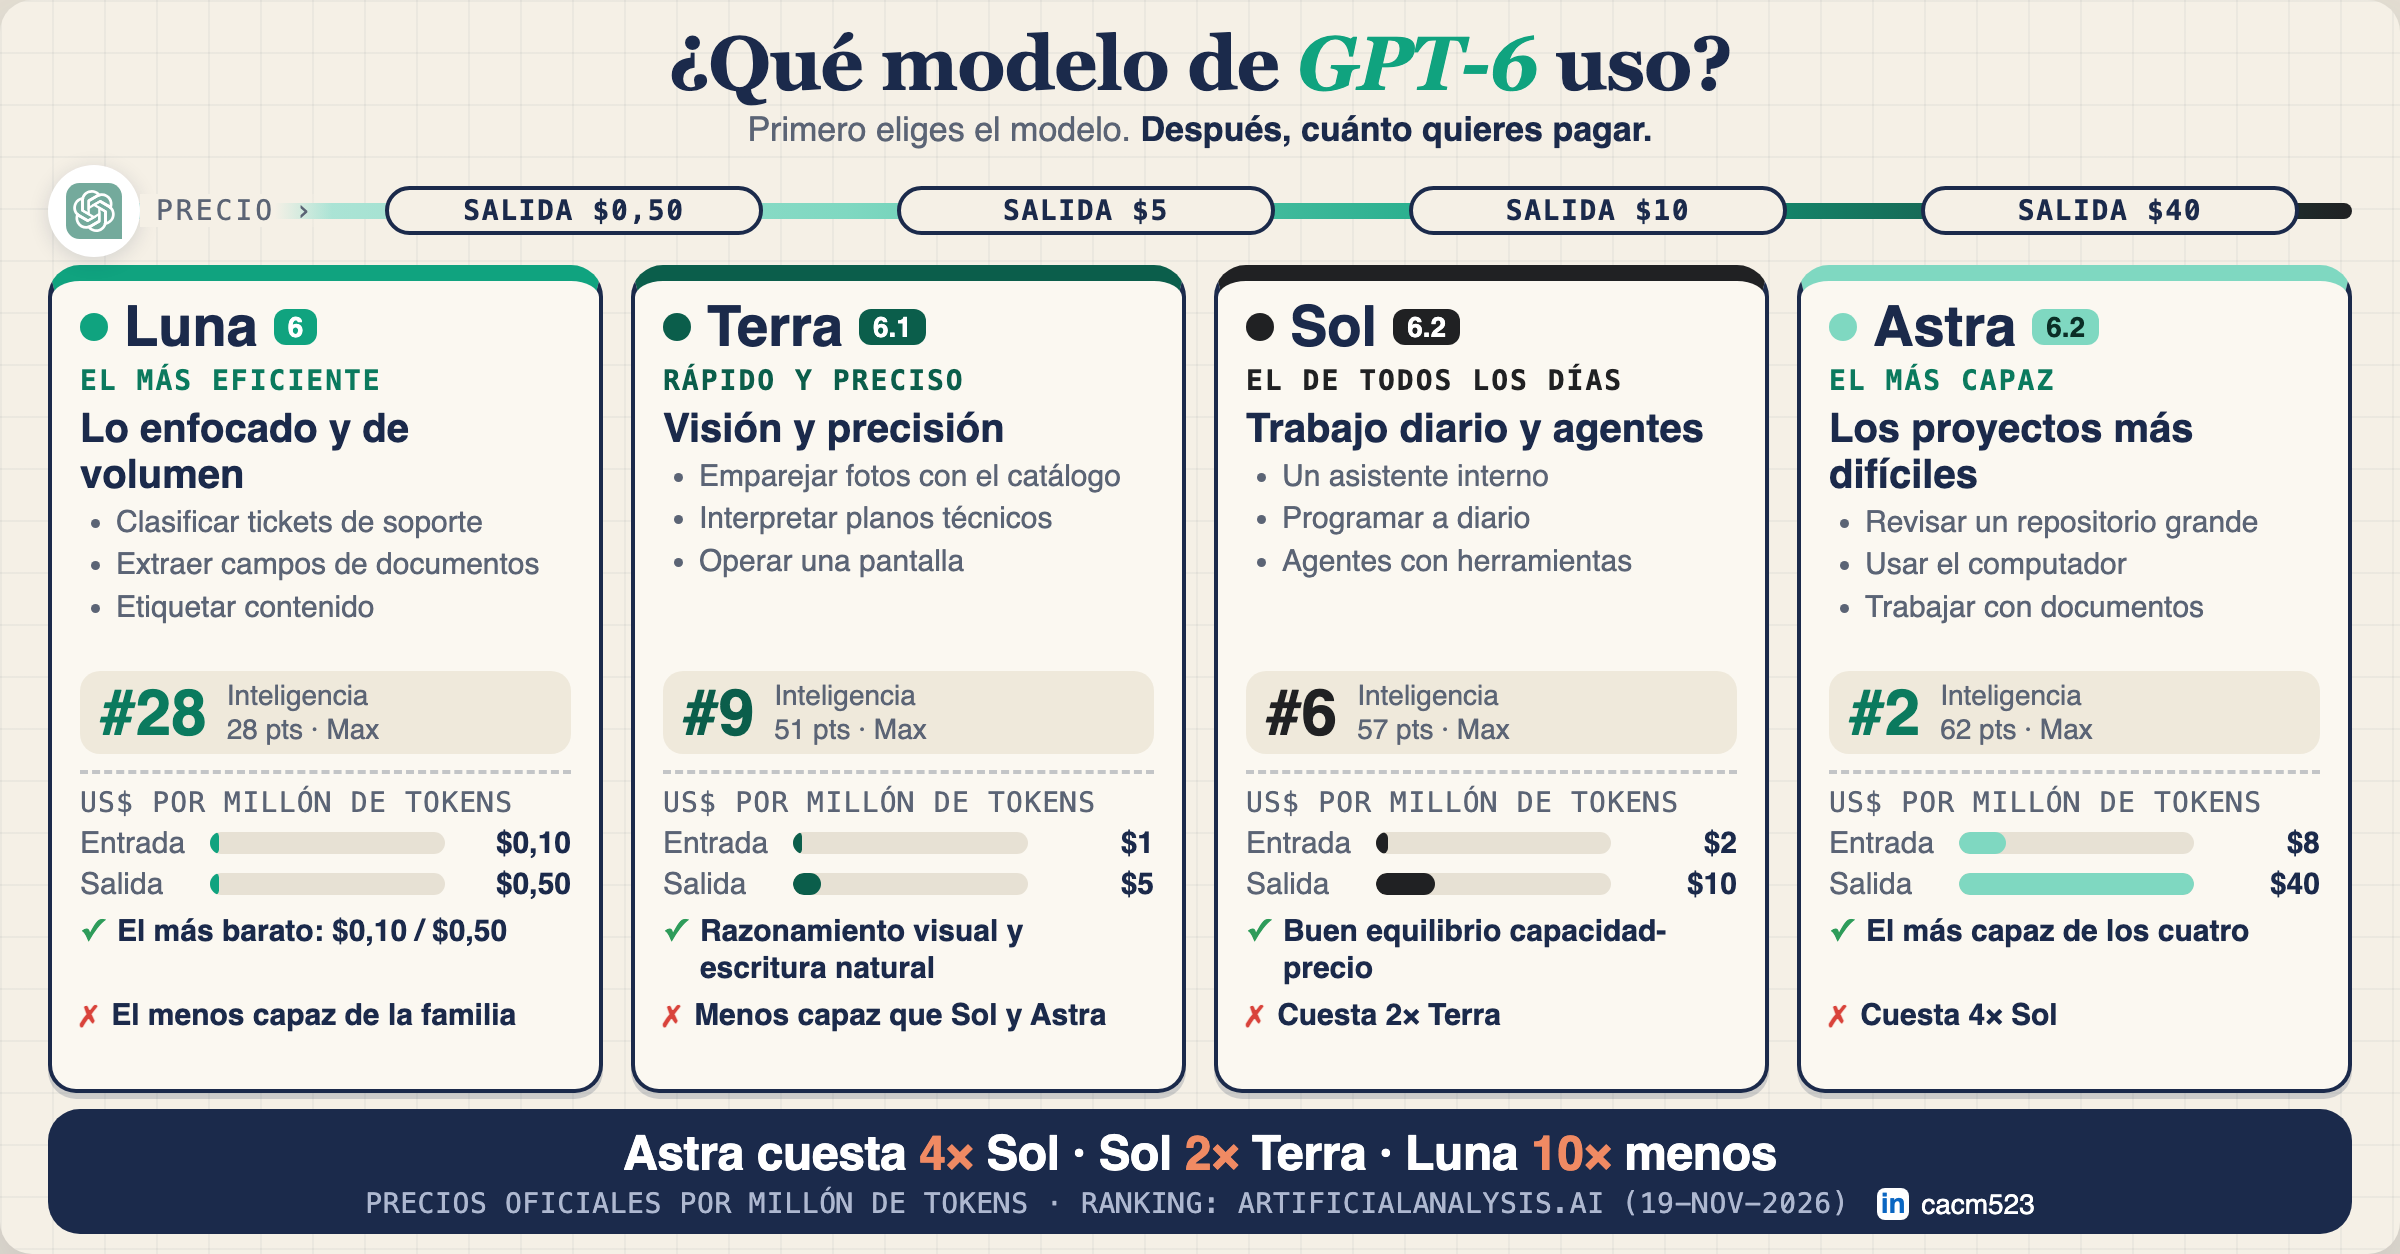 ¿Qué modelo de GPT-6 uso?
Primero eliges el modelo. Después, cuánto quieres pagar.
PRECIO ›
SALIDA $0,50
SALIDA $5
SALIDA $10
SALIDA $40
Luna 6
EL MÁS EFICIENTE
Lo enfocado y de
volumen
• Clasificar tickets de soporte
• Extraer campos de documentos
• Etiquetar contenido
#28
Inteligencia
28 pts · Max
US$ POR MILLÓN DE TOKENS
Entrada $0,10
Salida $0,50
✓ El más barato: $0,10 / $0,50
✗ El menos capaz de la familia
Terra 6.1
RÁPIDO Y PRECISO
Visión y precisión
• Emparejar fotos con el catálogo
• Interpretar planos técnicos
• Operar una pantalla
#9
Inteligencia
51 pts · Max
US$ POR MILLÓN DE TOKENS
Entrada $1
Salida $5
✓ Razonamiento visual y
escritura natural
✗ Menos capaz que Sol y Astra
Sol 6.2
EL DE TODOS LOS DÍAS
Trabajo diario y agentes
• Un asistente interno
• Programar a diario
• Agentes con herramientas
#6
Inteligencia
57 pts · Max
US$ POR MILLÓN DE TOKENS
Entrada $2
Salida $10
✓ Buen equilibrio capacidad-
precio
✗ Cuesta 2× Terra
Astra 6.2
EL MÁS CAPAZ
Los proyectos más
difíciles
• Revisar un repositorio grande
• Usar el computador
• Trabajar con documentos
#2
Inteligencia
62 pts · Max
US$ POR MILLÓN DE TOKENS
Entrada $8
Salida $40
✓ El más capaz de los cuatro
✗ Cuesta 4× Sol
Astra cuesta 4× Sol · Sol 2× Terra · Luna 10× menos
PRECIOS OFICIALES POR MILLÓN DE TOKENS · RANKING: ARTIFICIALANALYSIS.AI (19–NOV–2026) in cacm523